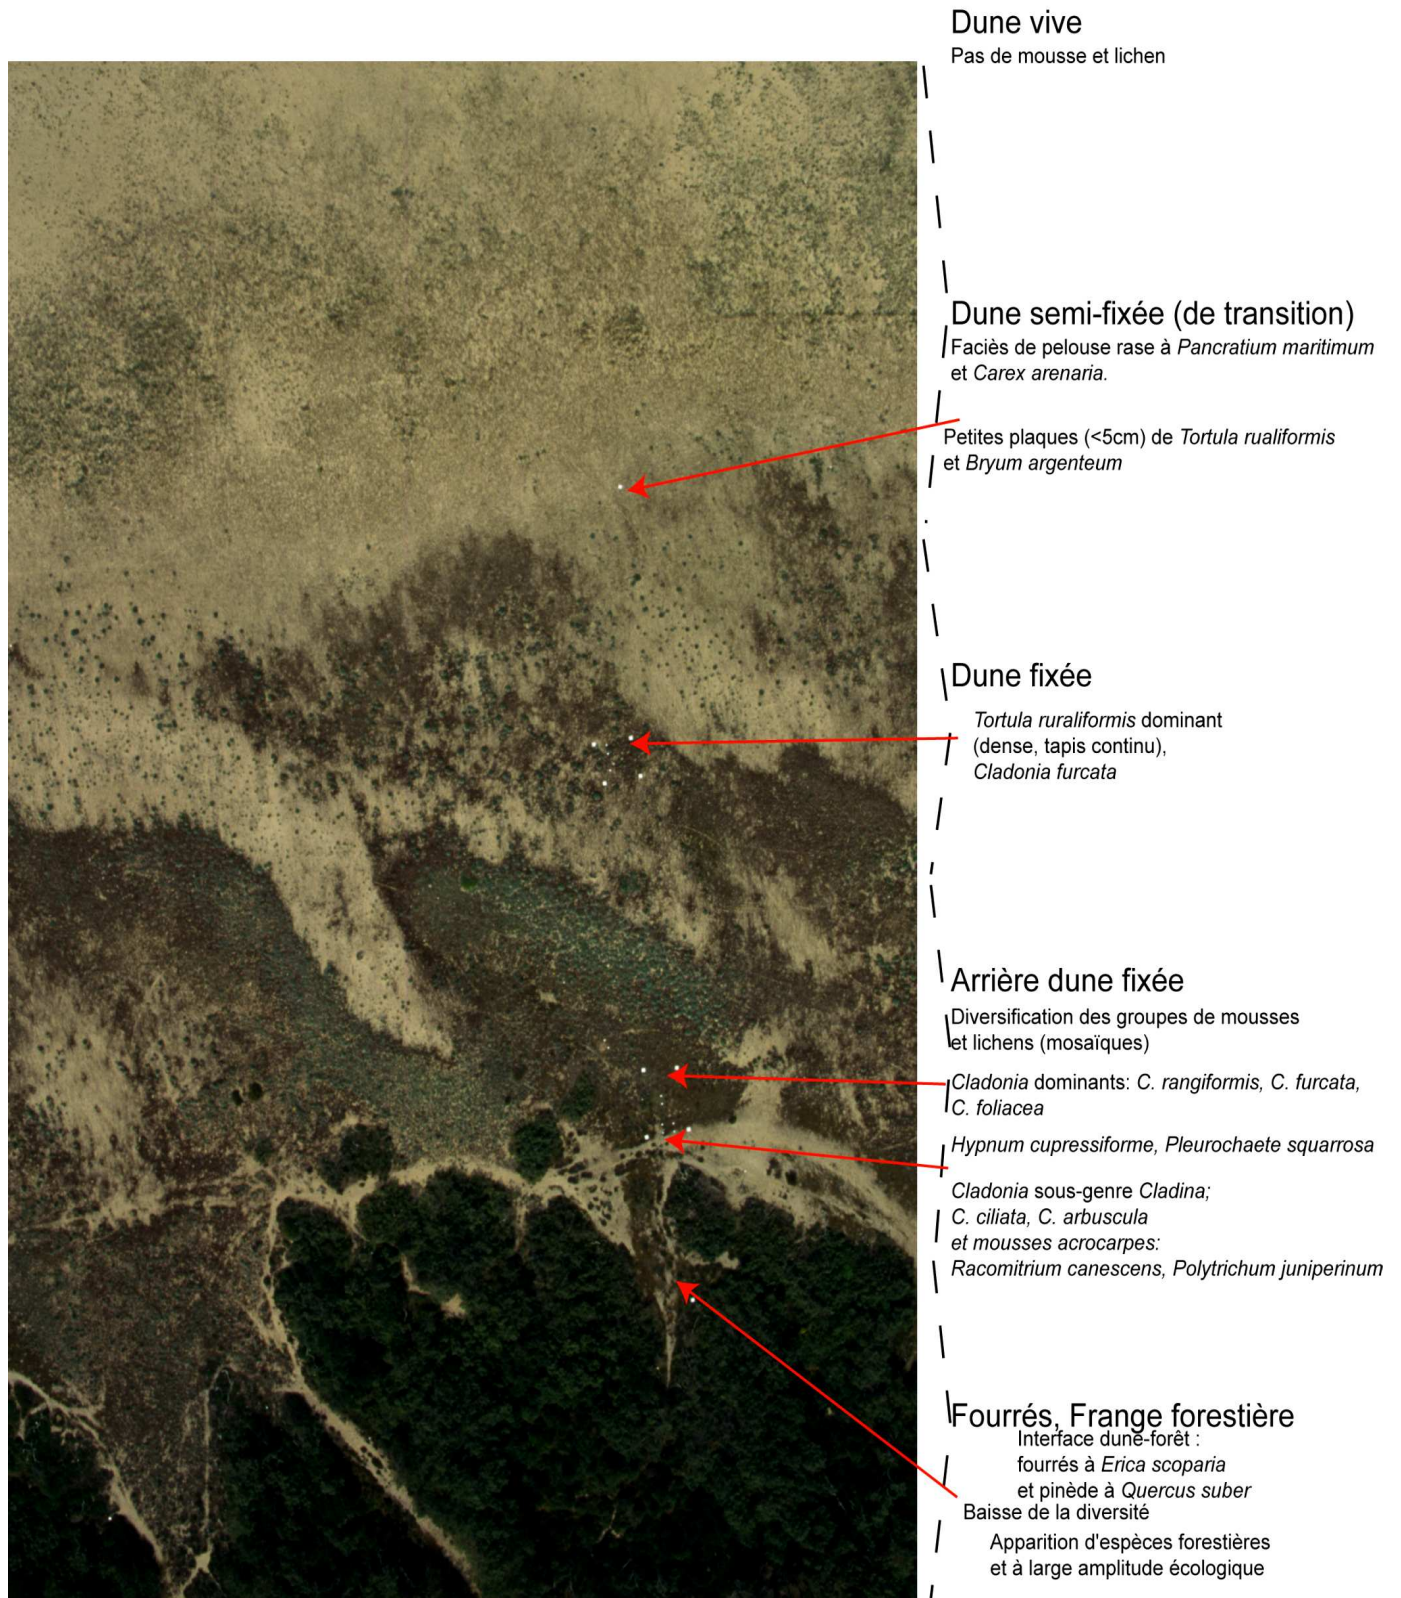 Dune vive
Pas de mousse et lichen
Dune semi-fixée (de transition)
Faciès de pelouse rase à Pancratium maritimum
et Carex arenaria.
Petites plaques (<5cm) de Tortula rualiformis
et Bryum argenteum
Dune fixée
Tortula ruraliformis dominant
(dense, tapis continu),
Cladonia furcata
Arrière dune fixée
Diversification des groupes de mousses
et lichens (mosaïques)
Cladonia dominants: C. rangiformis, C. furcata,
C. foliacea
Hypnum cupressiforme, Pleurochaete squarrosa
Cladonia sous-genre Cladina;
C. ciliata, C. arbuscula
et mousses acrocarpes:
Racomitrium canescens, Polytrichum juniperinum
Fourrés, Frange forestière
Interface dune-forêt :
fourrés à Erica scoparia
et pinède à Quercus suber
Baisse de la diversité
Apparition d'espèces forestières
et à large amplitude écologique